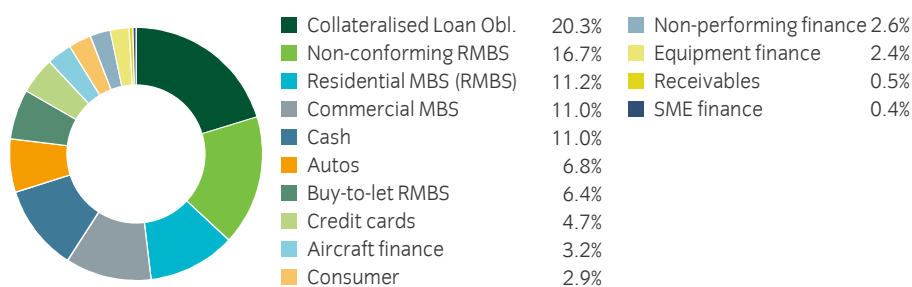 Collateralised Loan Obl. 20.3%
Non-conforming RMBS 16.7%
Residential MBS (RMBS) 11.2%
Commercial MBS 11.0%
Cash 11.0%
Autos 6.8%
Buy-to-let RMBS 6.4%
Credit cards 4.7%
Aircraft finance 3.2%
Consumer 2.9%
Non-performing finance 2.6%
Equipment finance 2.4%
Receivables 0.5%
SME finance 0.4%